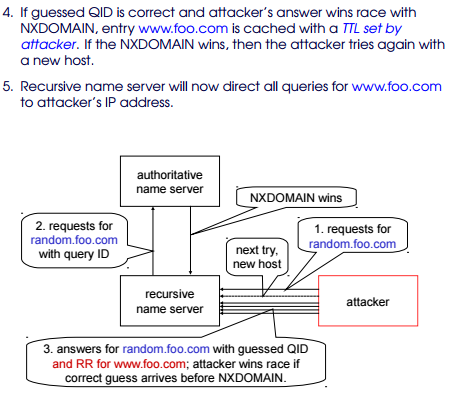 4. If guessed QID is correct and attacker's answer wins race with
NXDOMAIN, entry www.foo.com is cached with a TTL set by
attacker. If the NXDOMAIN wins, then the attacker tries again with
a new host.
5. Recursive name server will now direct all queries for www.foo.com
to attacker's IP address.
authoritative
name server
NXDOMAIN wins
2. requests for
random.foo.com
with query ID
1. requests for
random.foo.com
next try,
new host
recursive
name server
attacker
3. answers for random.foo.com with guessed QID
and RR for www.foo.com; attacker wins race if
correct guess arrives before NXDOMAIN.